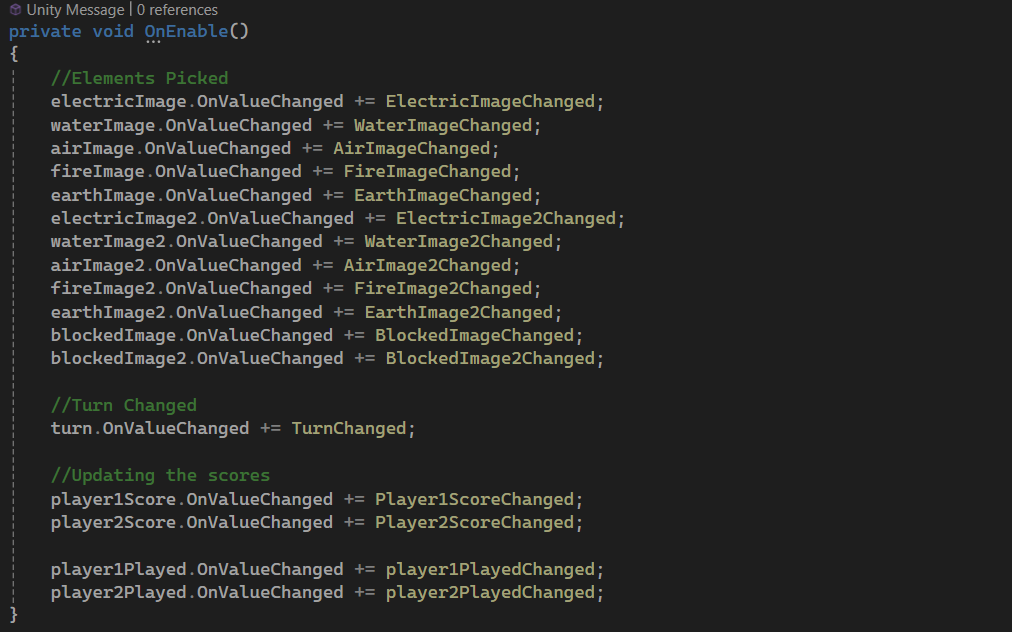 Unity Message | 0 references
private void OnEnable()
{
//Elements Picked
electricImage.OnValueChanged += ElectricImageChanged;
waterImage.OnValueChanged += WaterImageChanged;
airImage.OnValueChanged += AirImageChanged;
fireImage.OnValueChanged += FireImageChanged;
earthImage.OnValueChanged += EarthImageChanged;
electricImage2.OnValueChanged += ElectricImage2Changed;
waterImage2.OnValueChanged += WaterImage2Changed;
airImage2.OnValueChanged += AirImage2Changed;
fireImage2.OnValueChanged += FireImage2Changed;
earthImage2.OnValueChanged += EarthImage2Changed;
blockedImage.OnValueChanged += BlockedImageChanged;
blockedImage2.OnValueChanged += BlockedImage2Changed;
//Turn Changed
turn.OnValueChanged += TurnChanged;
//Updating the scores
player1Score.OnValueChanged += Player1ScoreChanged;
player2Score.OnValueChanged += Player2ScoreChanged;
player1Played.OnValueChanged += player1PlayedChanged;
player2Played.OnValueChanged += player2PlayedChanged;
}